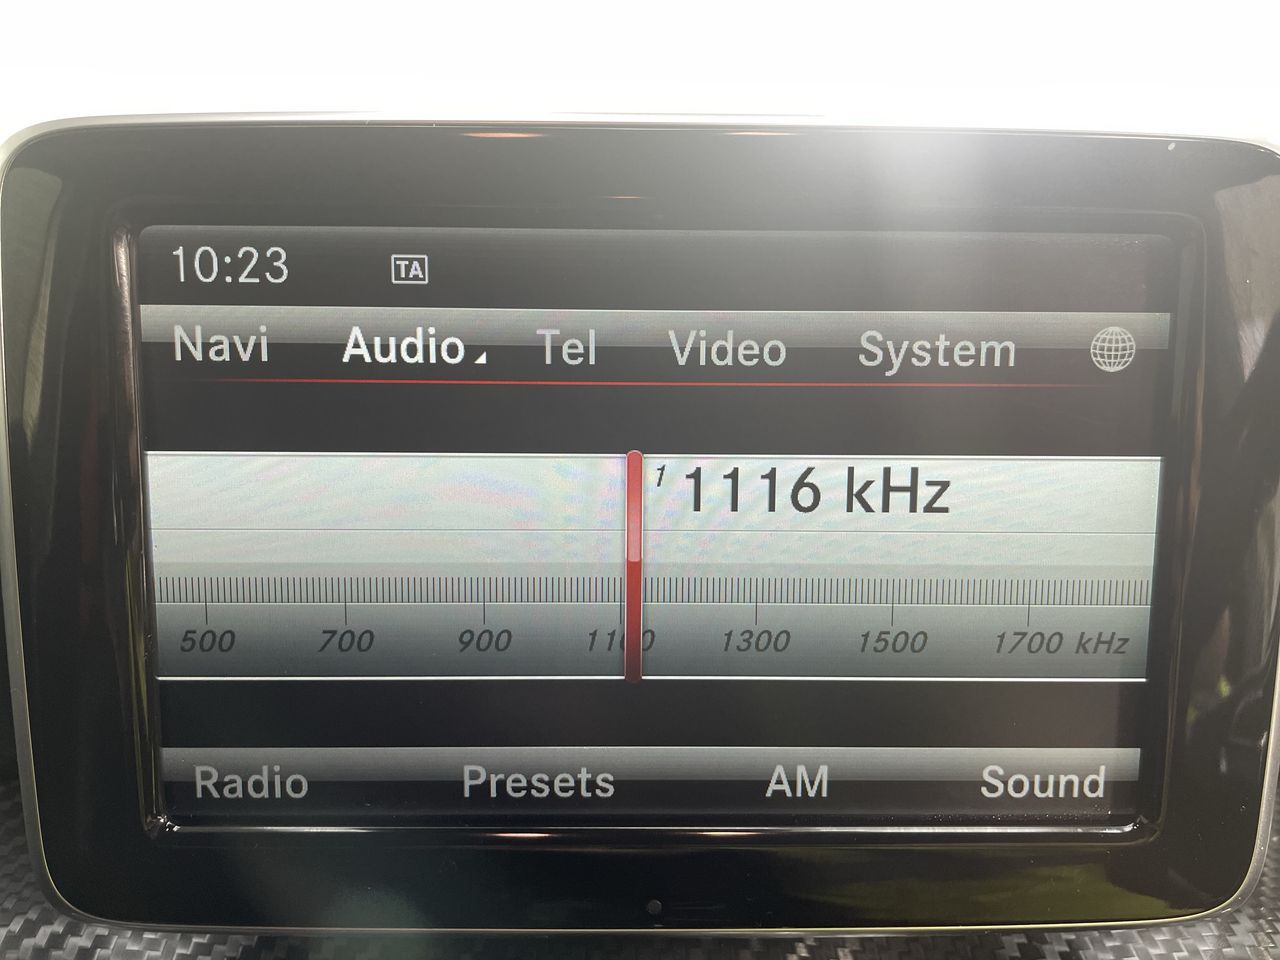 10:23 TA
Navi Audio Tel Video System
1 1116 kHz
500 700 900 1100 1300 1500 1700 kHz
Radio Presets AM Sound